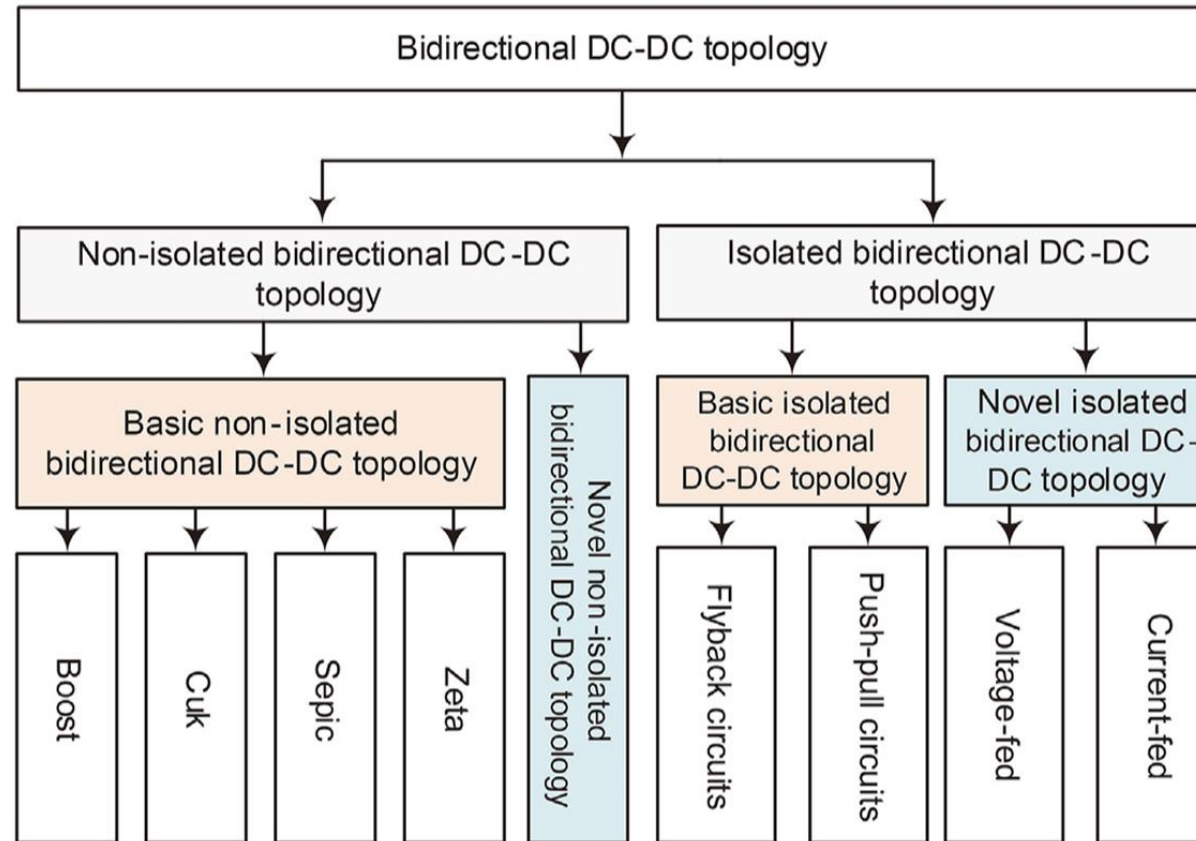 Bidirectional DC-DC topology
Non-isolated bidirectional DC-DC
topology
Isolated bidirectional DC-DC
topology
Basic non-isolated
bidirectional DC-DC topology
Novel non-isolated
bidirectional DC-DC topology
Basic isolated
bidirectional
DC-DC topology
Novel isolated
bidirectional DC-
DC topology
Boost
Cuk
Sepic
Zeta
Flyback circuits
Push-pull circuits
Voltage-fed
Current-fed